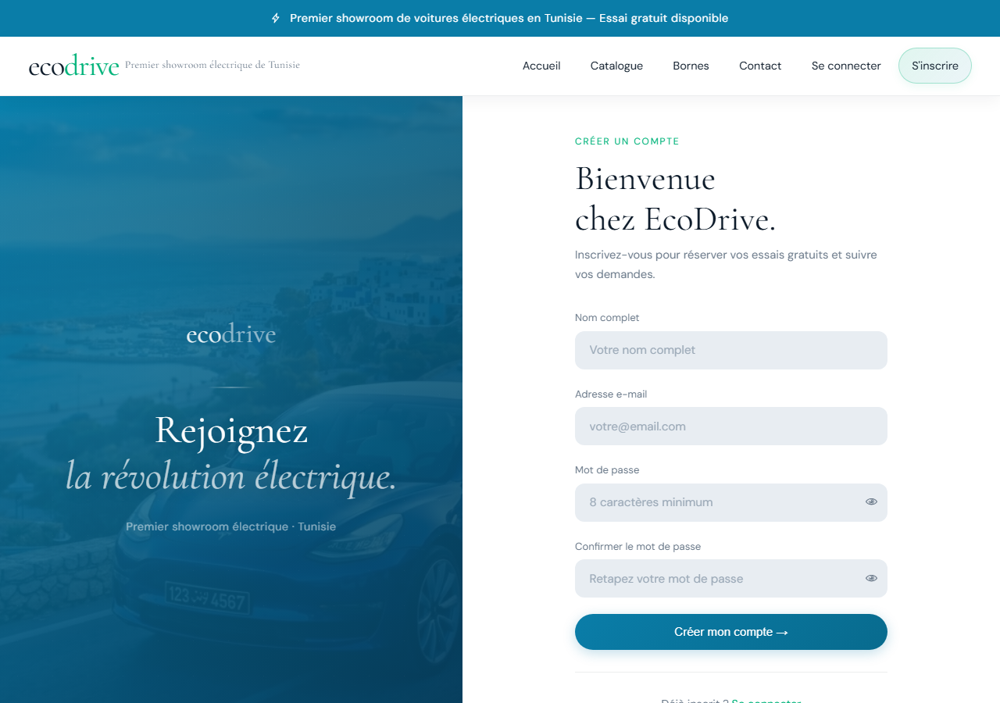 Premier showroom de voitures électriques en Tunisie — Essai gratuit disponible
ecodrive Premier showroom électrique de Tunisie
Accueil Catalogue Bornes Contact Se connecter S'inscrire
ecodrive
Rejoignez
la révolution électrique.
Premier showroom électrique · Tunisie
CRÉER UN COMPTE
Bienvenue
chez EcoDrive.
Inscrivez-vous pour réserver vos essais gratuits et suivre
vos demandes.
Nom complet
Votre nom complet
Adresse e-mail
votre@email.com
Mot de passe
8 caractères minimum
Confirmer le mot de passe
Retapez votre mot de passe
Créer mon compte →
Déjà inscrit ? Se connecter